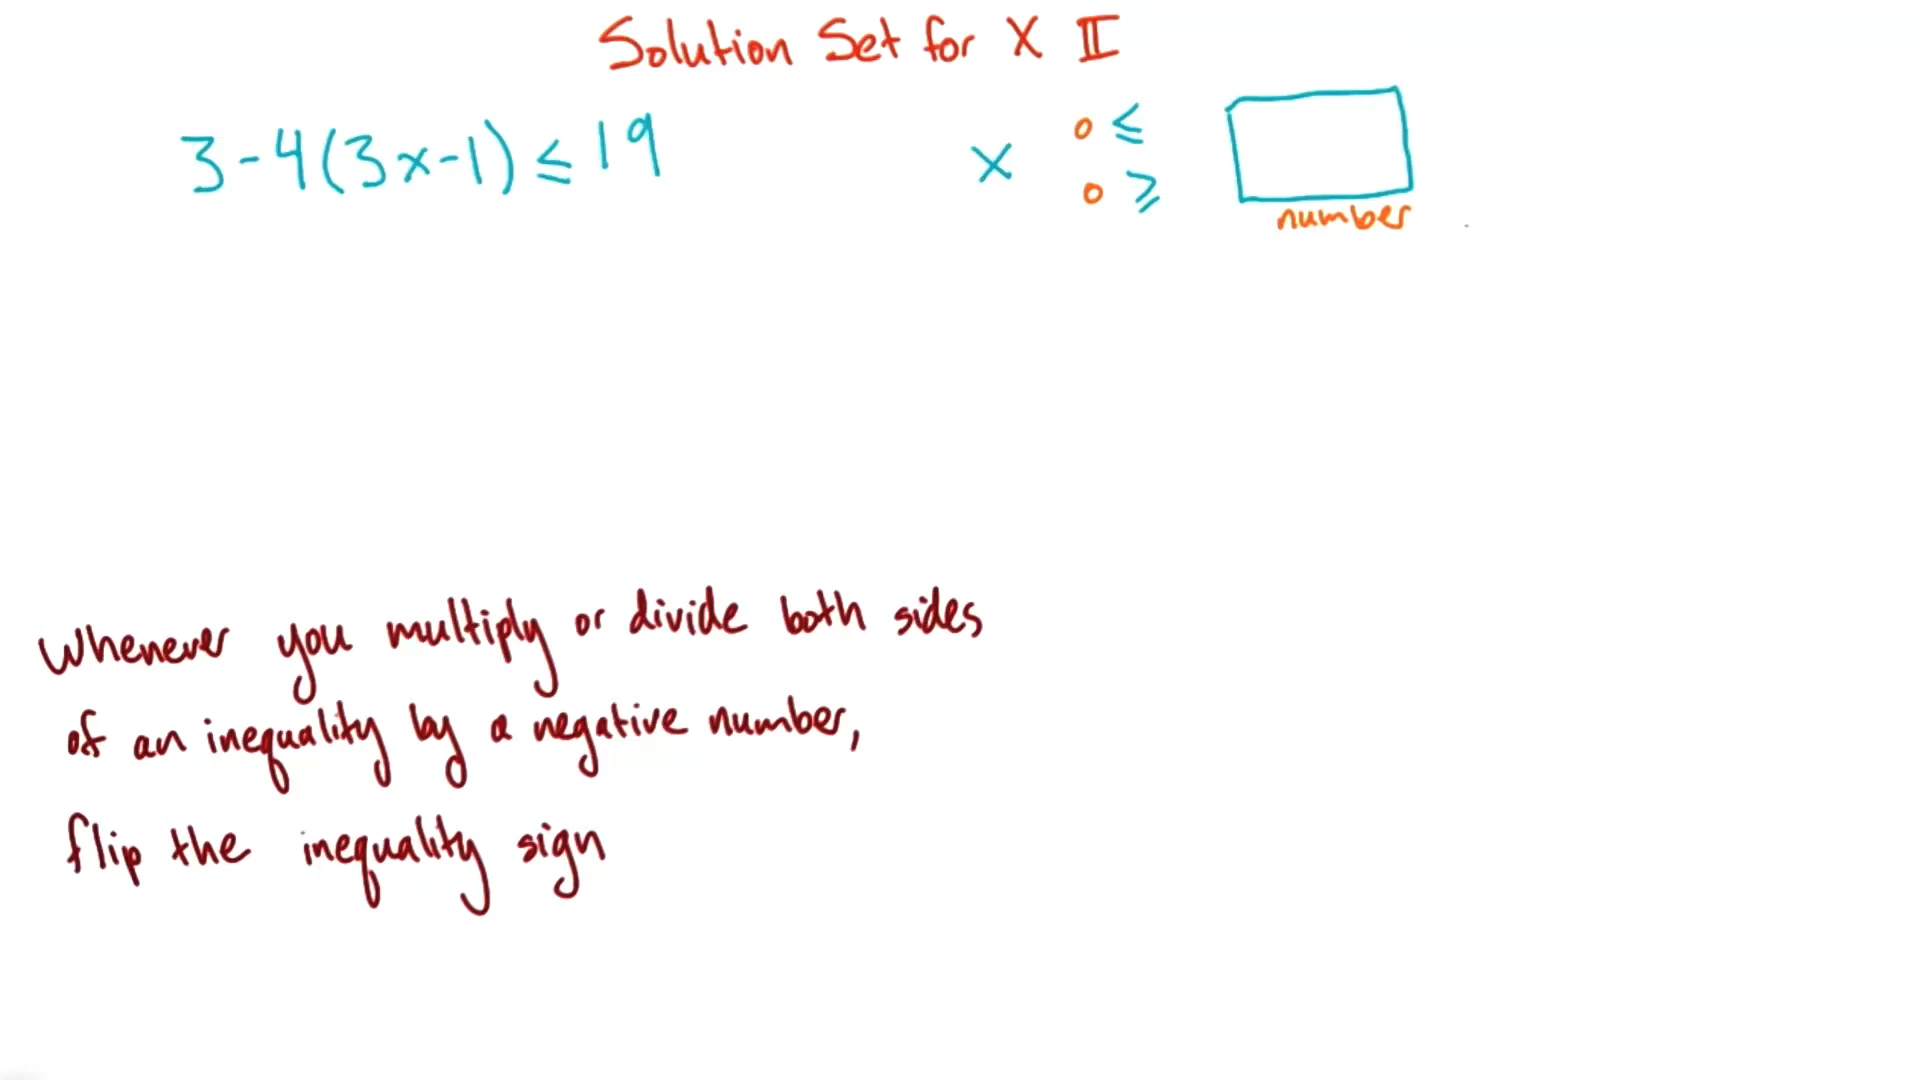 Solution Set for X II
3-4(3x-1) ≤ 19
X
o ≤
o ≥
number
Whenever you multiply or divide both sides
of an inequality by a negative number,
flip the inequality sign